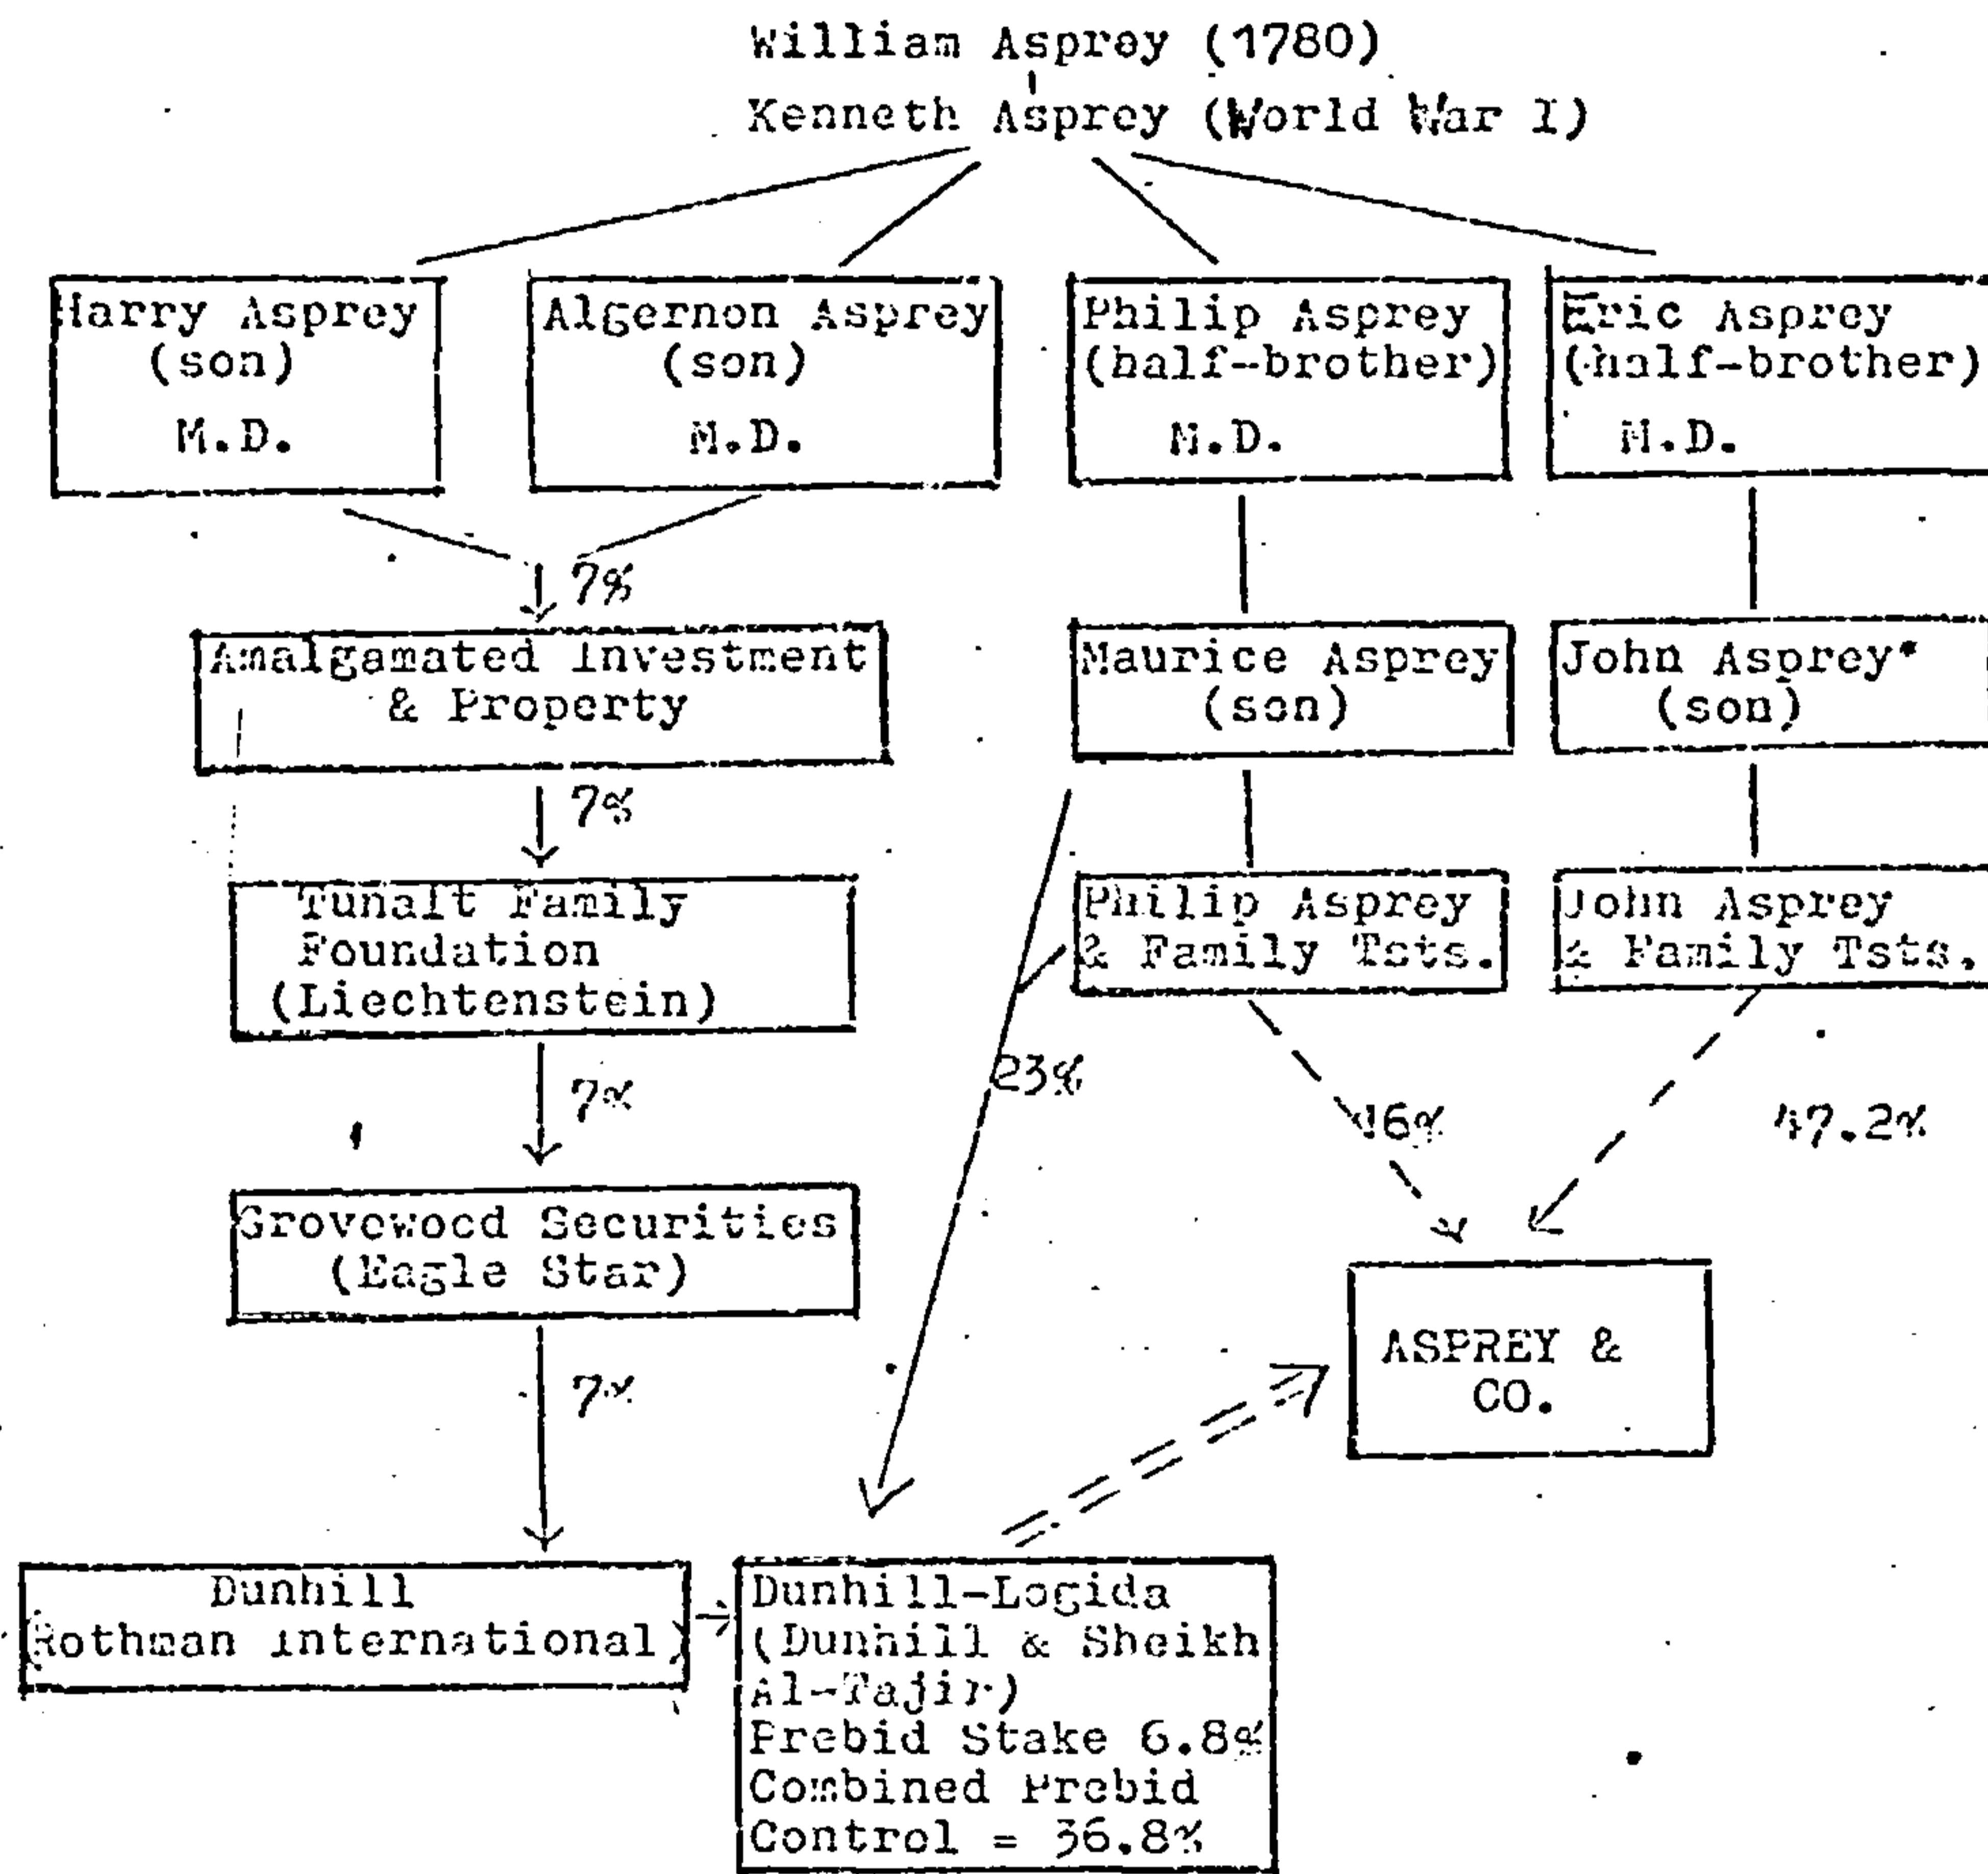 William Asprey (1780)
Kenneth Asprey (World War I)
Harry Asprey
(son)
M.D.
Algernon Asprey
(son)
M.D.
Philip Asprey
(half-brother)
M.D.
Eric Asprey
(half-brother)
M.D.
7%
Amalgamated Investment
& Property
Maurice Asprey
(son)
John Asprey*
(son)
7%
Tunalt Family
Foundation
(Liechtenstein)
Philip Asprey
& Family Tsts.
John Asprey
& Family Tsts.
7%
23%
16%
47.2%
Grovewood Securities
(Eagle Star)
7%
ASPREY &
CO.
Dunhill
(Rothman International)
Dunhill-Logida
(Dunhill & Sheikh
Al-Tajir)
Prebid Stake 6.8%
Combined Prebid
Control = 36.8%